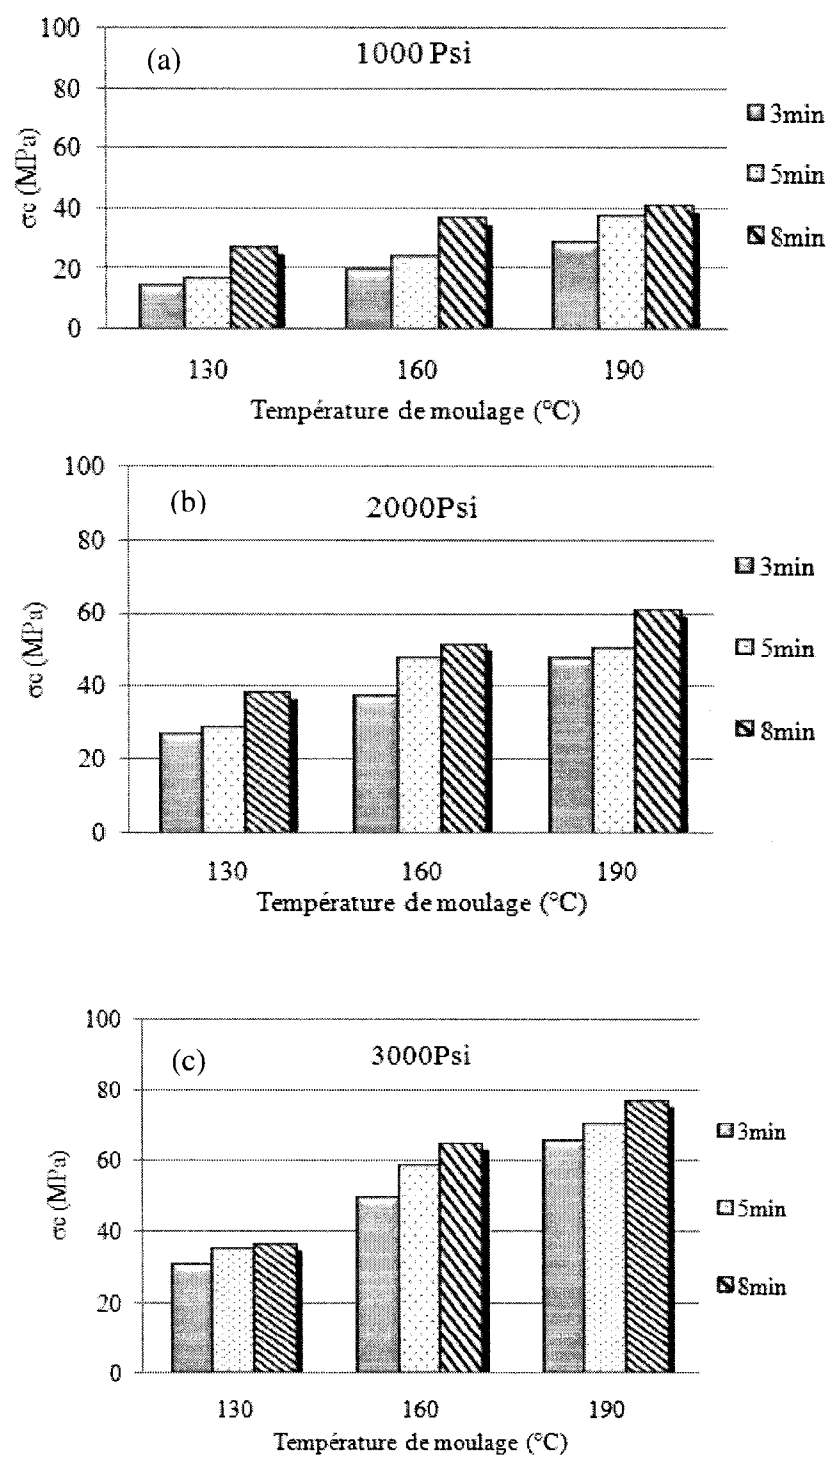 100
(a)
1000 Psi
80
60
40
20
0
σc (MPa)
3min
5min
8min
130 160 190
Température de moulage (°C)
100
(b)
2000Psi
80
60
40
20
0
σc (MPa)
3min
5min
8min
130 160 190
Température de moulage (°C)
100
(c)
3000Psi
80
60
40
20
0
σc (MPa)
3min
5min
8min
130 160 190
Température de moulage (°C)